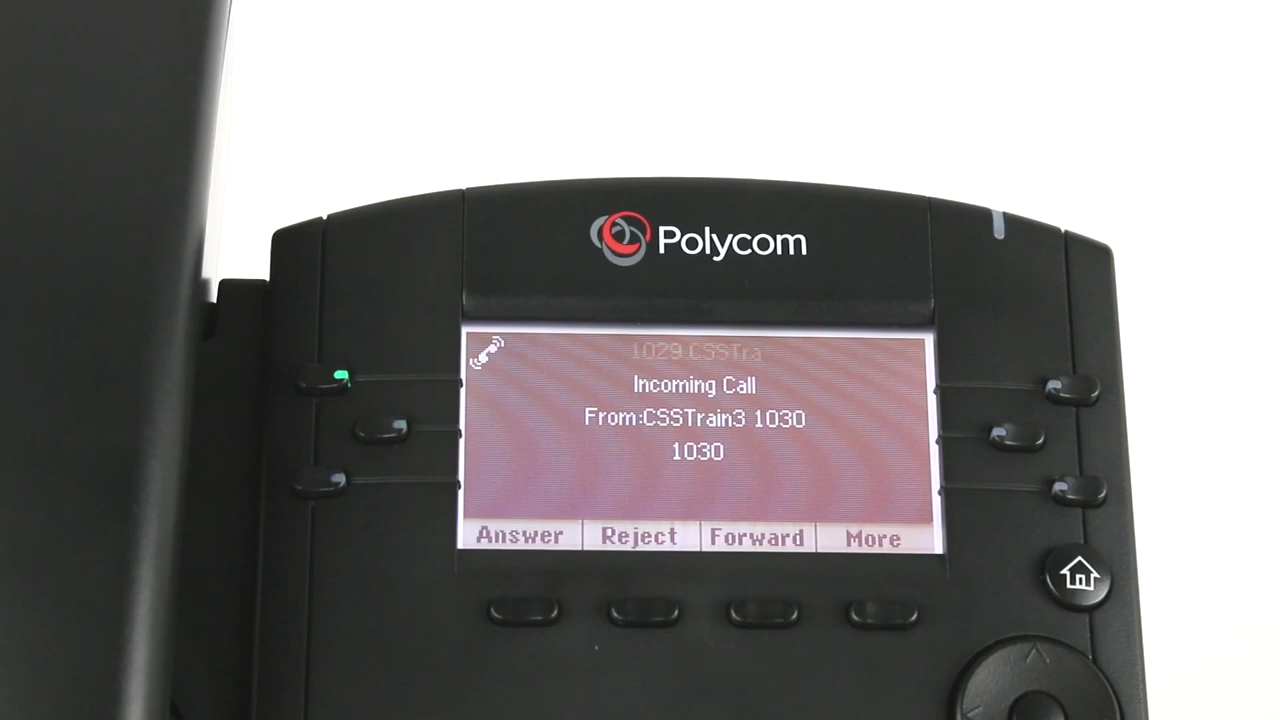 Polycom
1029 CSSTra
Incoming Call
From:CSSTrain3 1030
1030
Answer Reject Forward More